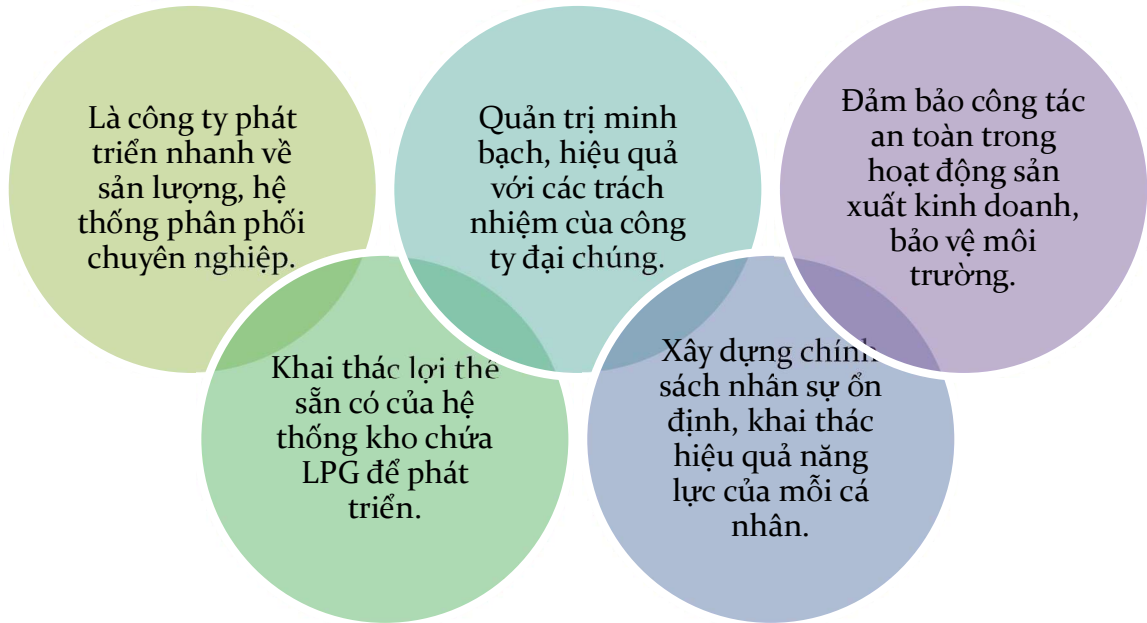 Là công ty phát
triển nhanh về
sản lượng, hệ
thống phân phối
chuyên nghiệp.
Khai thác lợi thế
sẵn có của hệ
thống kho chứa
LPG để phát
triển.
Quản trị minh
bạch, hiệu quả
với các trách
nhiệm cùa công
ty đại chúng.
Xây dựng chính
sách nhân sự ổn
định, khai thác
hiệu quả năng
lực của mỗi cá
nhân.
Đảm bảo công tác
an toàn trong
hoạt động sản
xuất kinh doanh,
bảo vệ môi
trường.